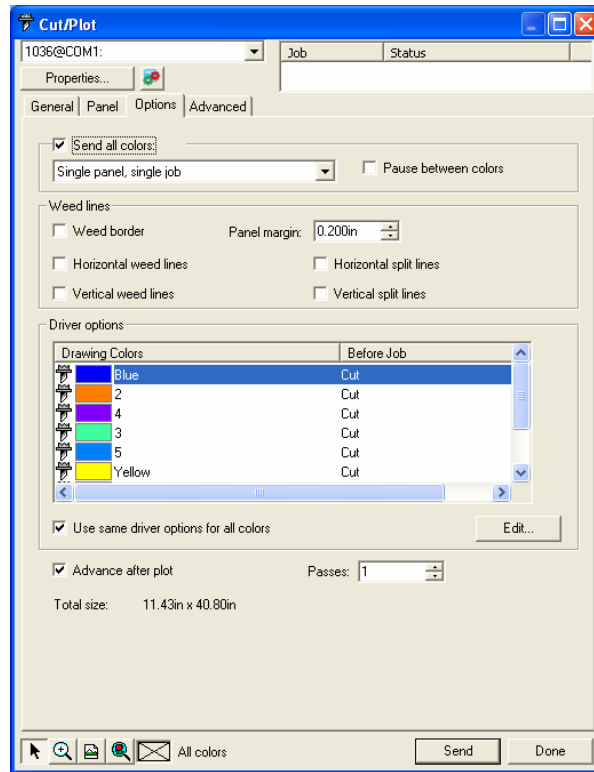 Cut/Plot
1036@COM1:
Job Status
Properties...
General Panel Options Advanced
Send all colors:
Single panel, single job Pause between colors
Weed lines
Weed border Panel margin: 0.200in
Horizontal weed lines Horizontal split lines
Vertical weed lines Vertical split lines
Driver options
Drawing Colors Before Job
Blue Cut
2 Cut
4 Cut
3 Cut
5 Cut
Yellow Cut
Use same driver options for all colors Edit...
Advance after plot Passes: 1
Total size: 11.43in x 40.80in
All colors Send Done